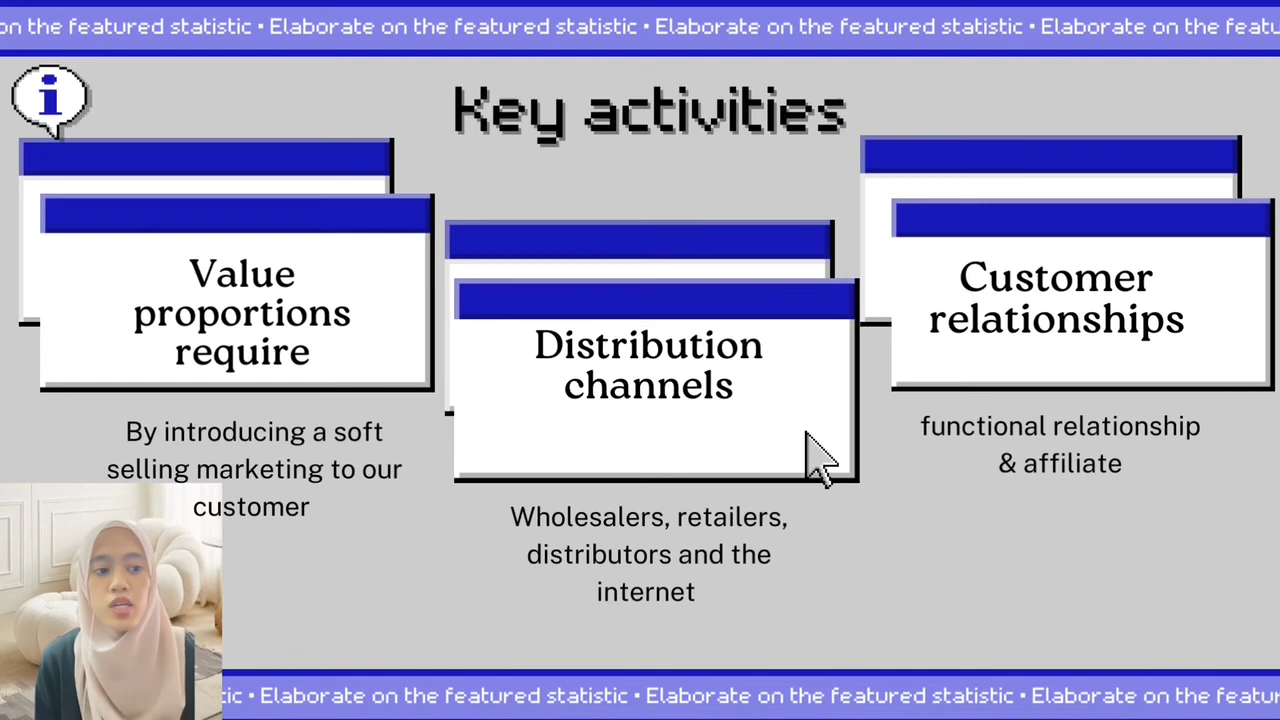 on the featured statistic • Elaborate on the featured statistic • Elaborate on the featured statistic • Elaborate on the featu
i
Key activities
Value
proportions
require
By introducing a soft
selling marketing to our
customer
Distribution
channels
Wholesalers, retailers,
distributors and the
internet
Customer
relationships
functional relationship
& affiliate
tic • Elaborate on the featured statistic • Elaborate on the featured statistic • Elaborate on the featur